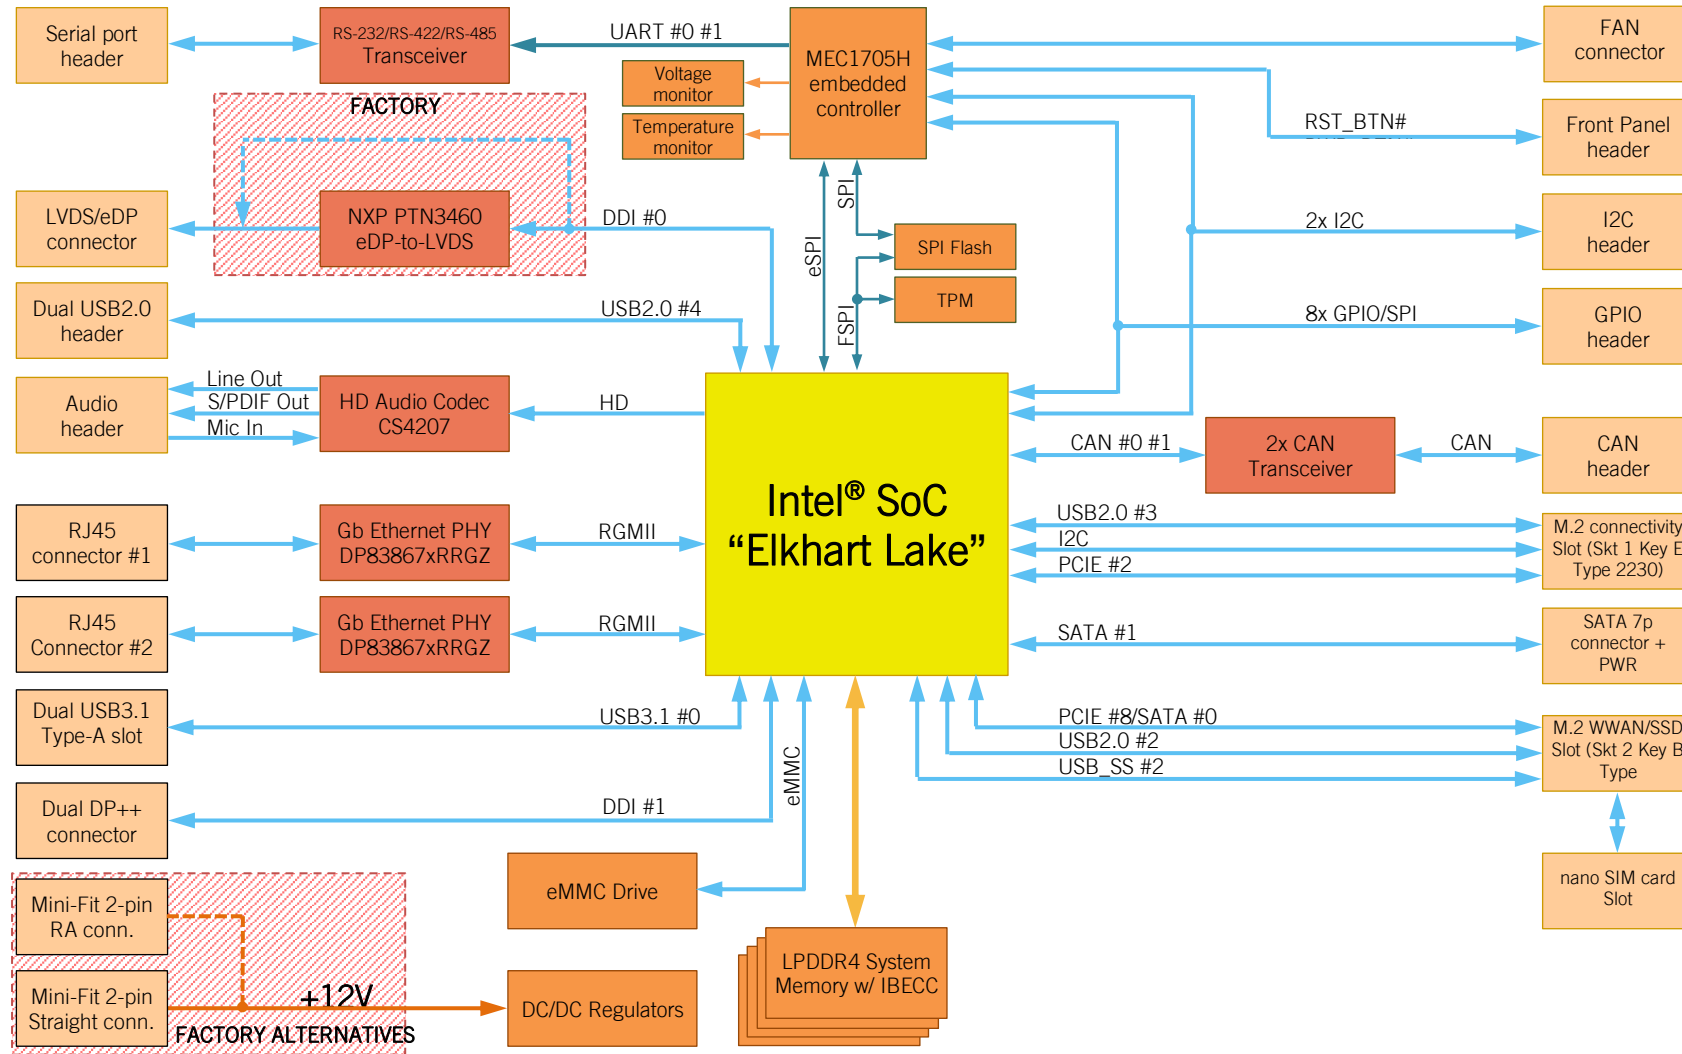 Serial port
header
RS-232/RS-422/RS-485
Transceiver
UART #0 #1
MEC1705H
embedded
controller
Voltage
monitor
Temperature
monitor
FAN
connector
RST_BTN#
Front Panel
header
FACTORY
LVDS/eDP
connector
NXP PTN3460
eDP-to-LVDS
DDI #0
eSPI
SPI
FSPI
SPI Flash
TPM
2x I2C
I2C
header
Dual USB2.0
header
USB2.0 #4
8x GPIO/SPI
GPIO
header
Audio
header
Line Out
S/PDIF Out
Mic In
HD Audio Codec
CS4207
HD
Intel® SoC
“Elkhart Lake”
CAN #0 #1
2x CAN
Transceiver
CAN
CAN
header
RJ45
connector #1
Gb Ethernet PHY
DP83867xRRGZ
RGMII
USB2.0 #3
I2C
PCIE #2
M.2 connectivity
Slot (Skt 1 Key E
Type 2230)
RJ45
Connector #2
Gb Ethernet PHY
DP83867xRRGZ
RGMII
SATA #1
SATA 7p
connector +
PWR
Dual USB3.1
Type-A slot
USB3.1 #0
PCIE #8/SATA #0
USB2.0 #2
USB_SS #2
M.2 WWAN/SSD
Slot (Skt 2 Key B
Type
Dual DP++
connector
DDI #1
eMMC
eMMC Drive
nano SIM card
Slot
Mini-Fit 2-pin
RA conn.
Mini-Fit 2-pin
Straight conn.
+12V
FACTORY ALTERNATIVES
DC/DC Regulators
LPDDR4 System
Memory w/ IBECC